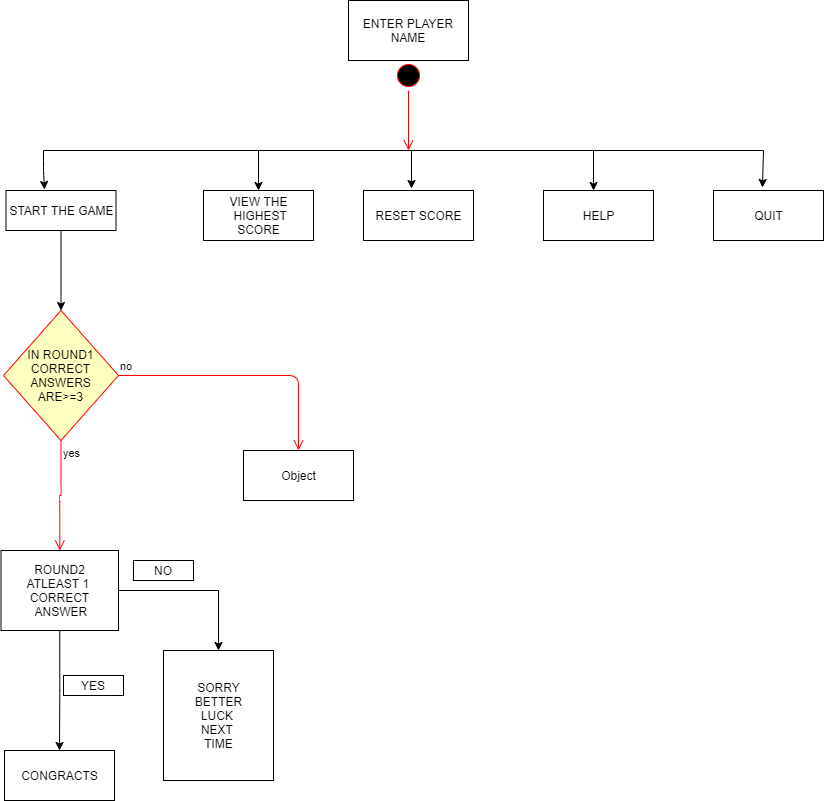 ENTER PLAYER
NAME
START THE GAME
VIEW THE
HIGHEST
SCORE
RESET SCORE
HELP
QUIT
IN ROUND1
CORRECT
ANSWERS
ARE>=3
no
yes
Object
ROUND2
ATLEAST 1
CORRECT
ANSWER
NO
YES
SORRY
BETTER
LUCK
NEXT
TIME
CONGRACTS